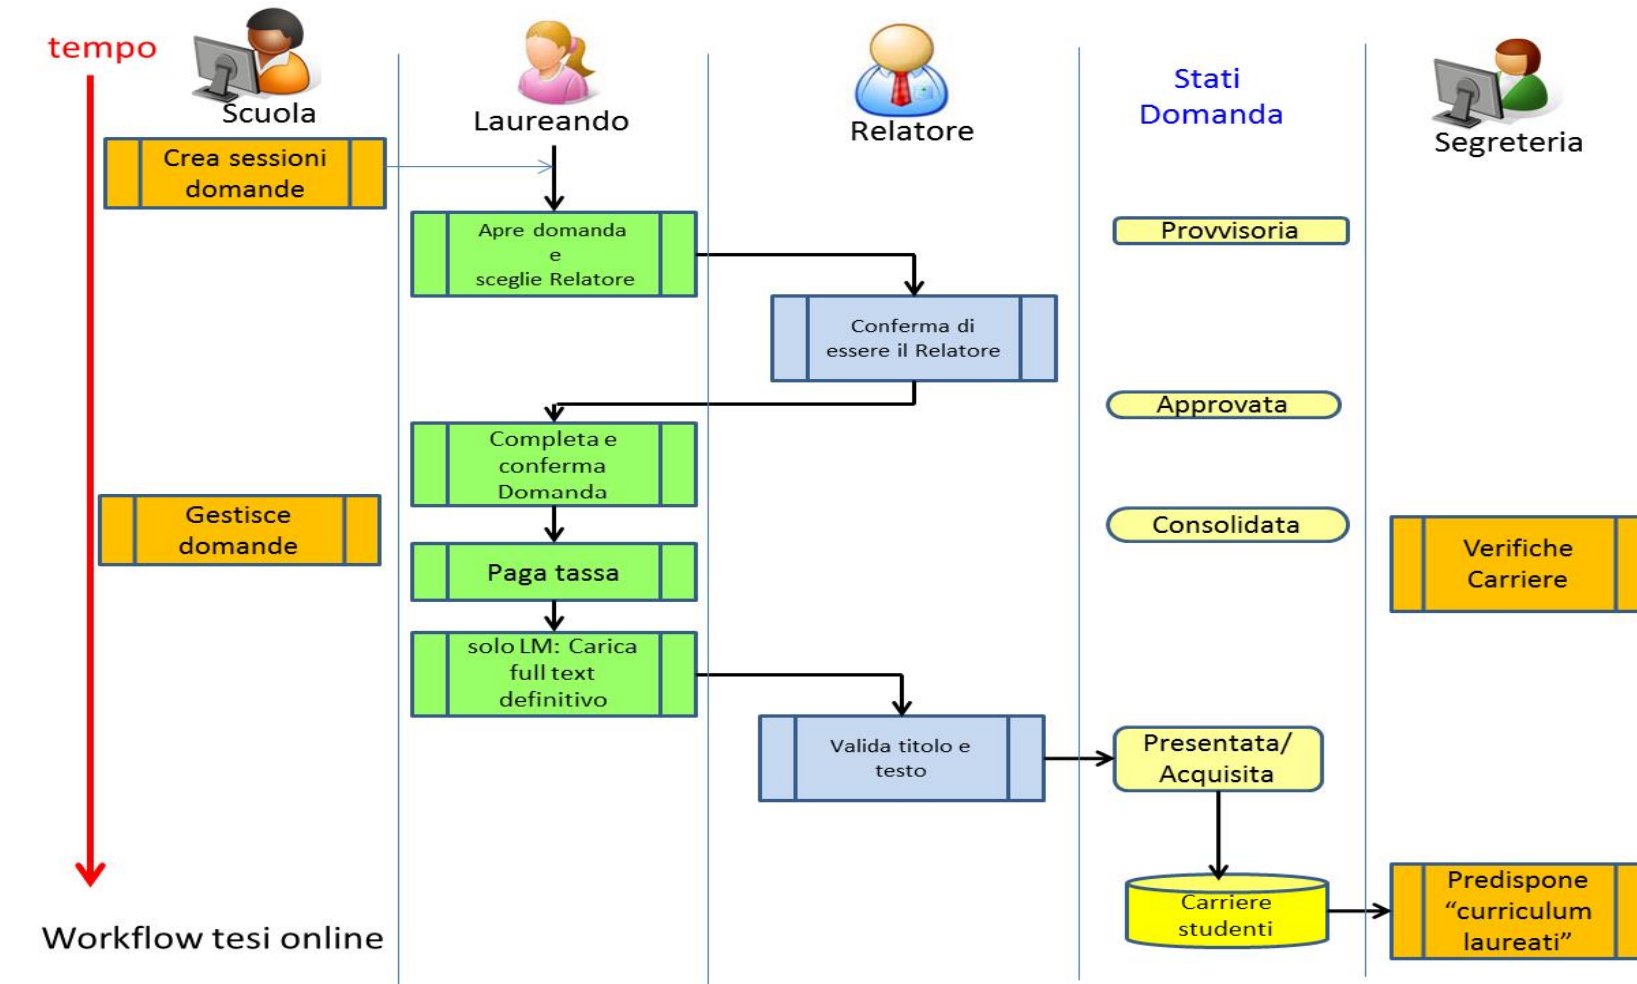 tempo
Scuola
Laureando
Relatore
Stati
Domanda
Segreteria
Crea sessioni
domande
Apre domanda
e
sceglie Relatore
Provvisoria
Conferma di
essere il Relatore
Approvata
Completa e
conferma
Domanda
Gestisce
domande
Consolidata
Verifiche
Carriere
Paga tassa
solo LM: Carica
full text
definitivo
Valida titolo e
testo
Presentata/
Acquisita
Carriere
studenti
Predispone
“curriculum
laureati”
Workflow tesi online